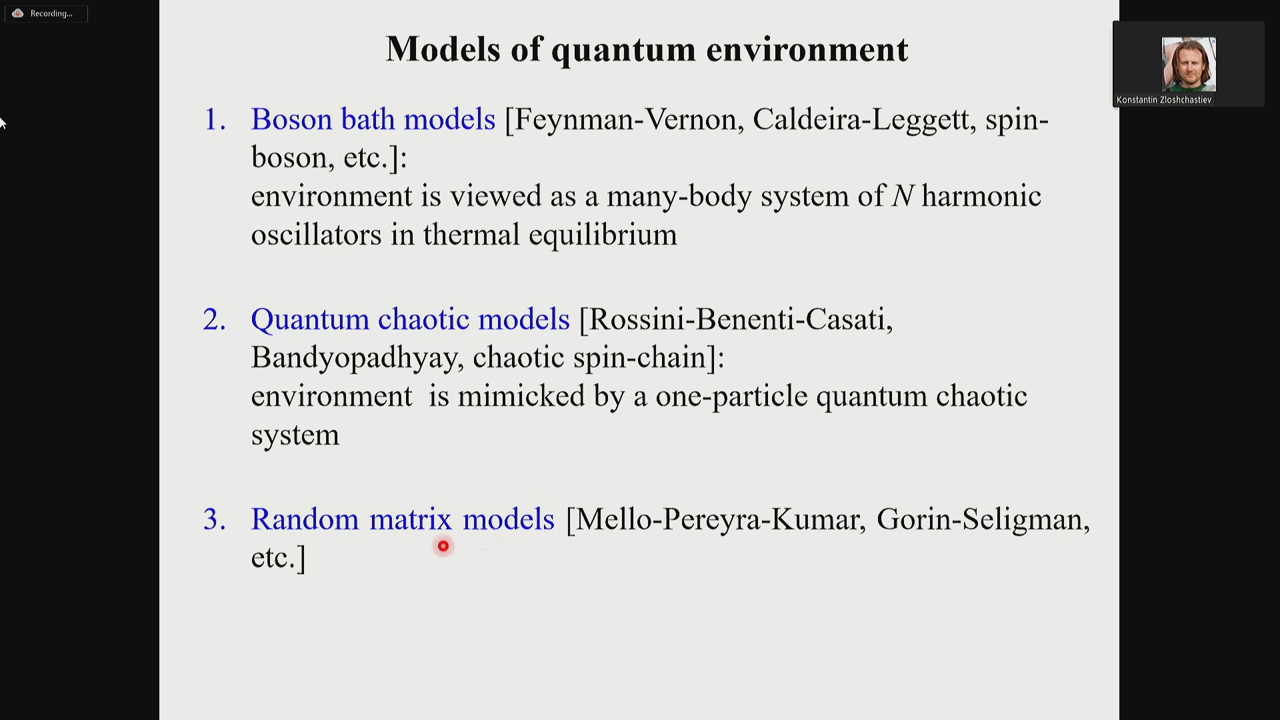 Recording...
Models of quantum environment
Konstantin Zloshchastiev
1. Boson bath models [Feynman-Vernon, Caldeira-Leggett, spin-
boson, etc.]:
environment is viewed as a many-body system of N harmonic
oscillators in thermal equilibrium
2. Quantum chaotic models [Rossini-Benenti-Casati,
Bandyopadhyay, chaotic spin-chain]:
environment is mimicked by a one-particle quantum chaotic
system
3. Random matrix models [Mello-Pereyra-Kumar, Gorin-Seligman,
etc.]